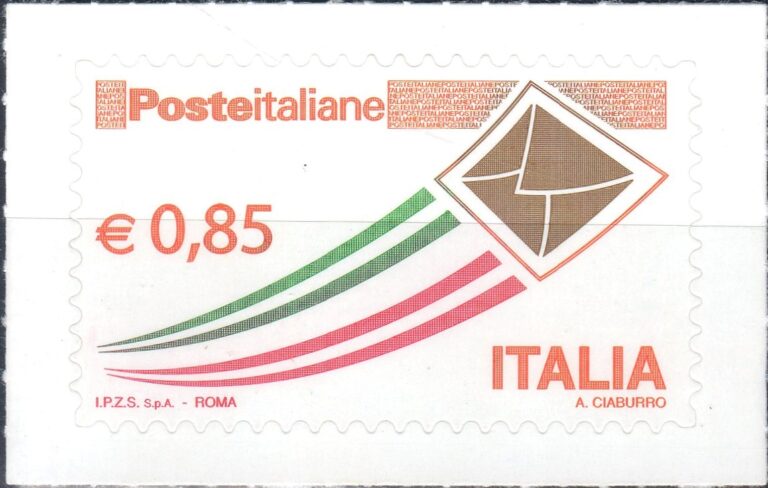 Posteitaliane
€ 0,85
ITALIA
I.P.Z.S. S.p.A. - ROMA
A. CIABURRO